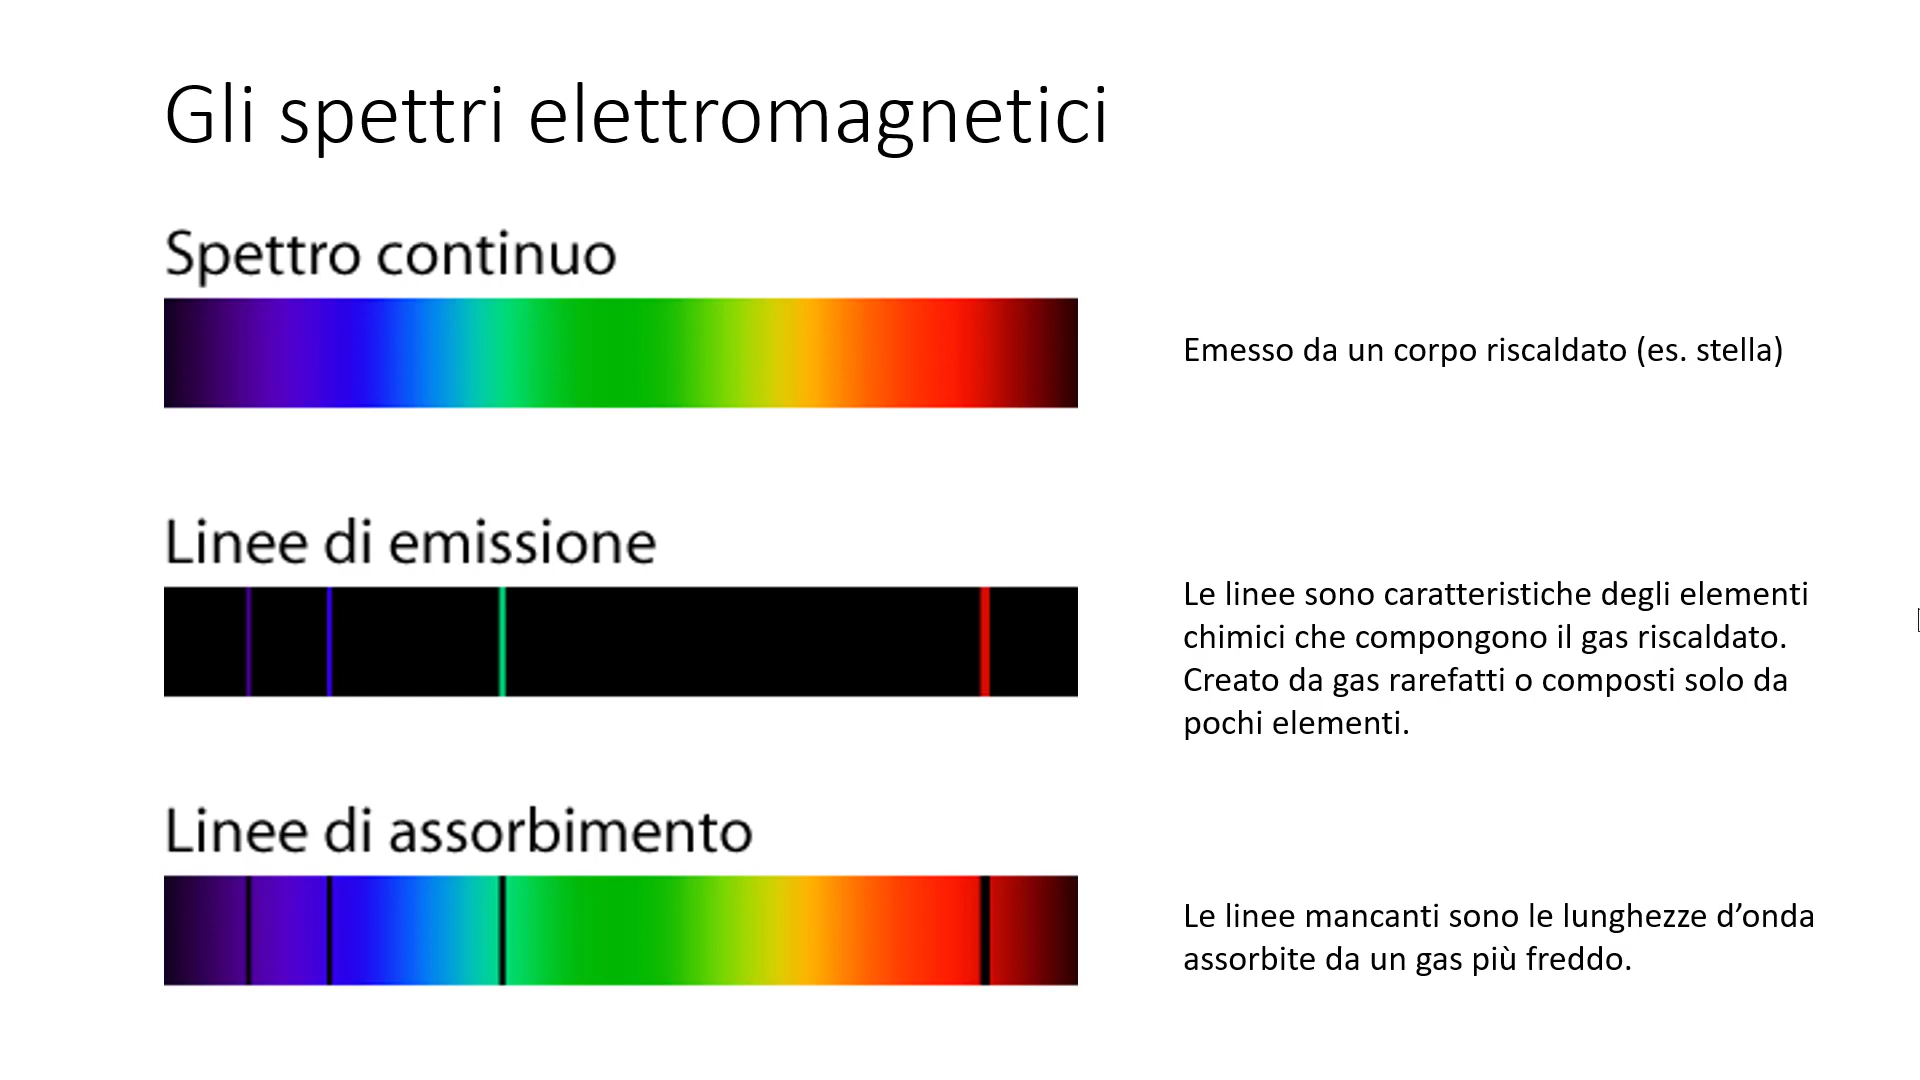 Gli spettri elettromagnetici
Spettro continuo
Emesso da un corpo riscaldato (es. stella)
Linee di emissione
Le linee sono caratteristiche degli elementi
chimici che compongono il gas riscaldato.
Creato da gas rarefatti o composti solo da
pochi elementi.
Linee di assorbimento
Le linee mancanti sono le lunghezze d’onda
assorbite da un gas più freddo.